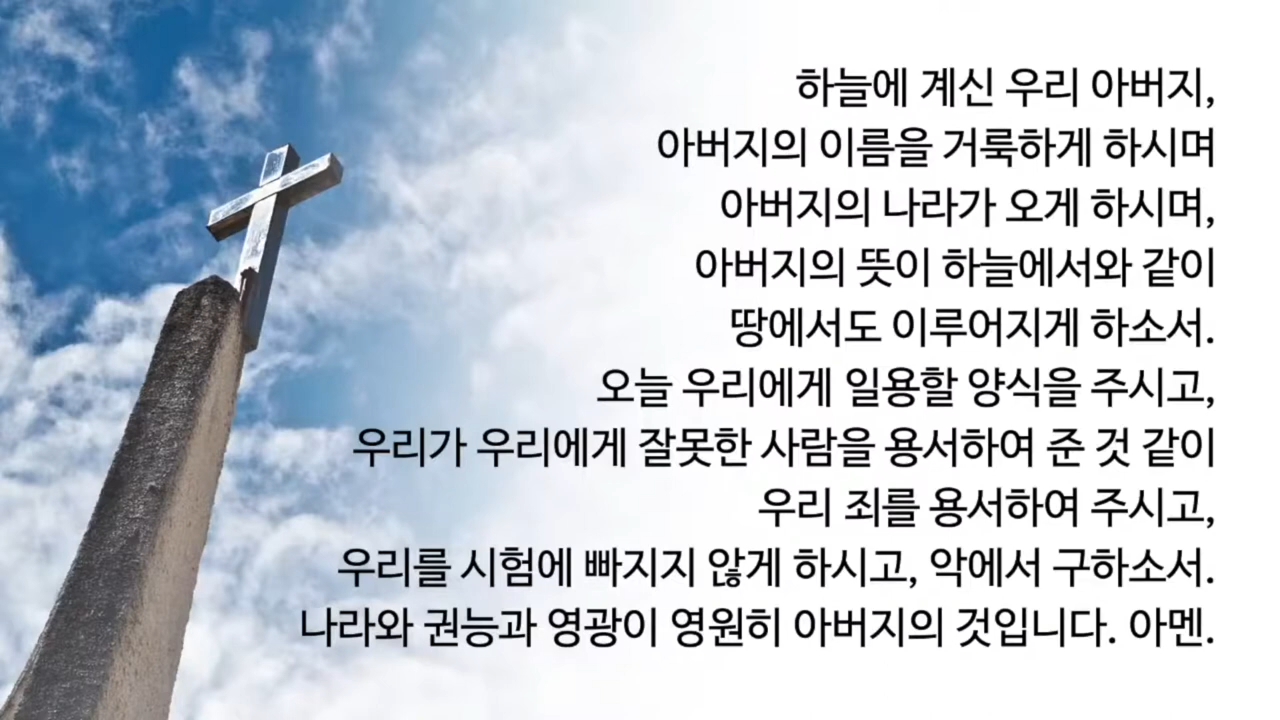 하늘에 계신 우리 아버지,
아버지의 이름을 거룩하게 하시며
아버지의 나라가 오게 하시며,
아버지의 뜻이 하늘에서와 같이
땅에서도 이루어지게 하소서.
오늘 우리에게 일용할 양식을 주시고,
우리가 우리에게 잘못한 사람을 용서하여 준 것 같이
우리 죄를 용서하여 주시고,
우리를 시험에 빠지지 않게 하시고, 악에서 구하소서.
나라와 권능과 영광이 영원히 아버지의 것입니다. 아멘.